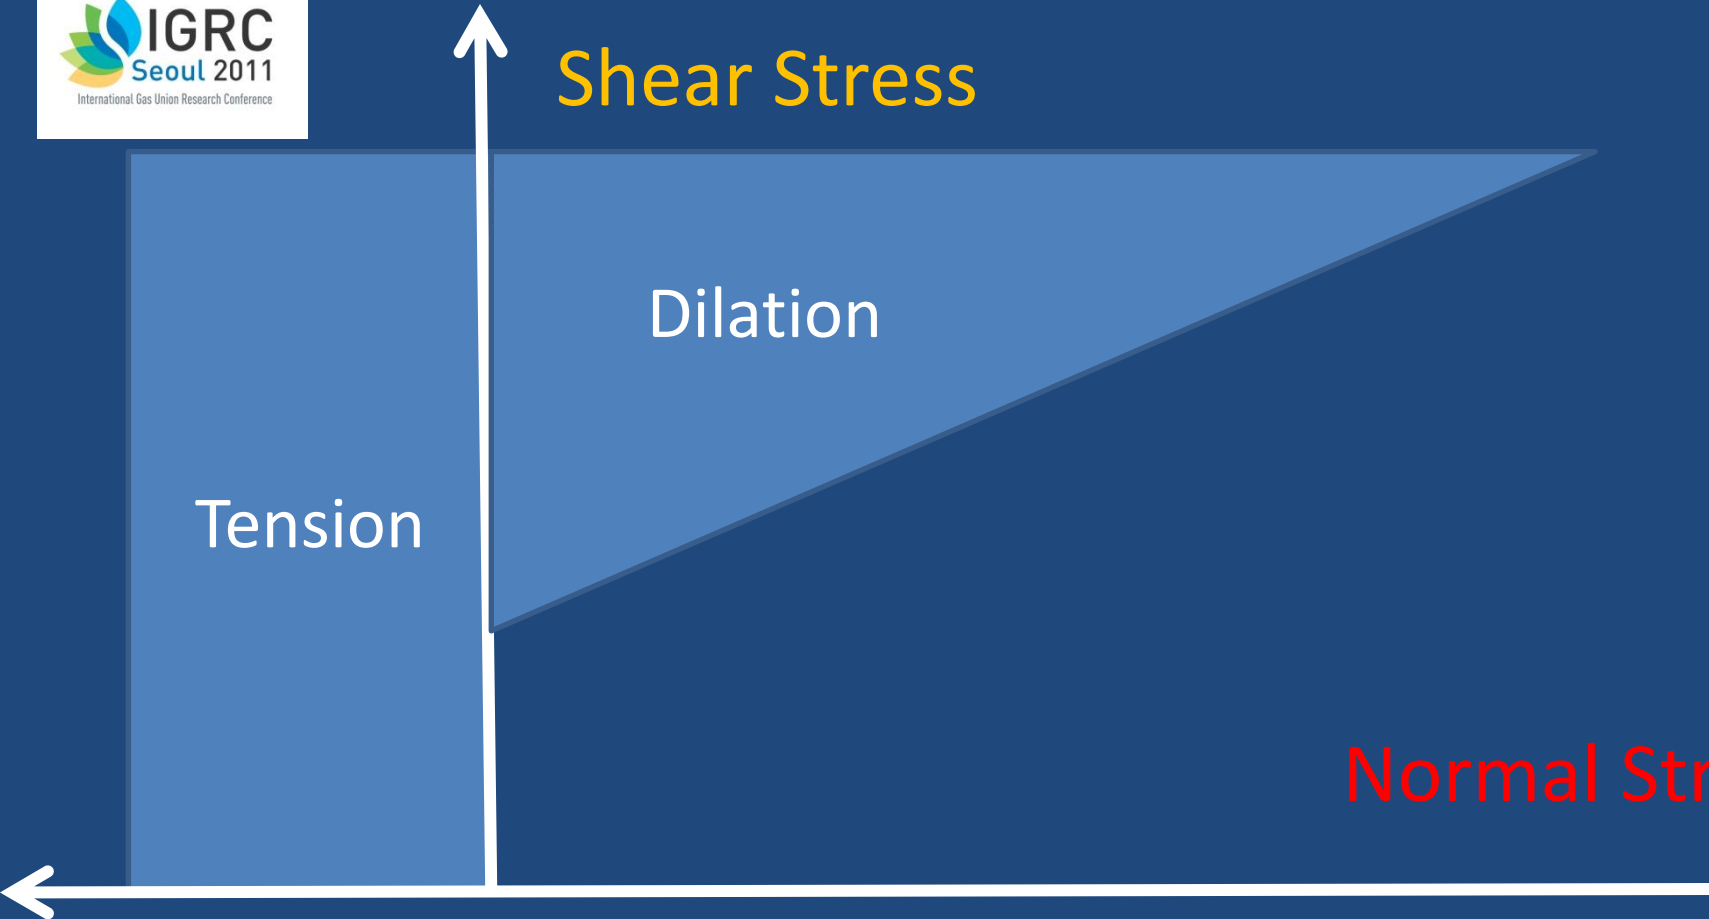 IGRC
Seoul 2011
International Gas Union Research Conference
Shear Stress
Dilation
Tension
Normal Str